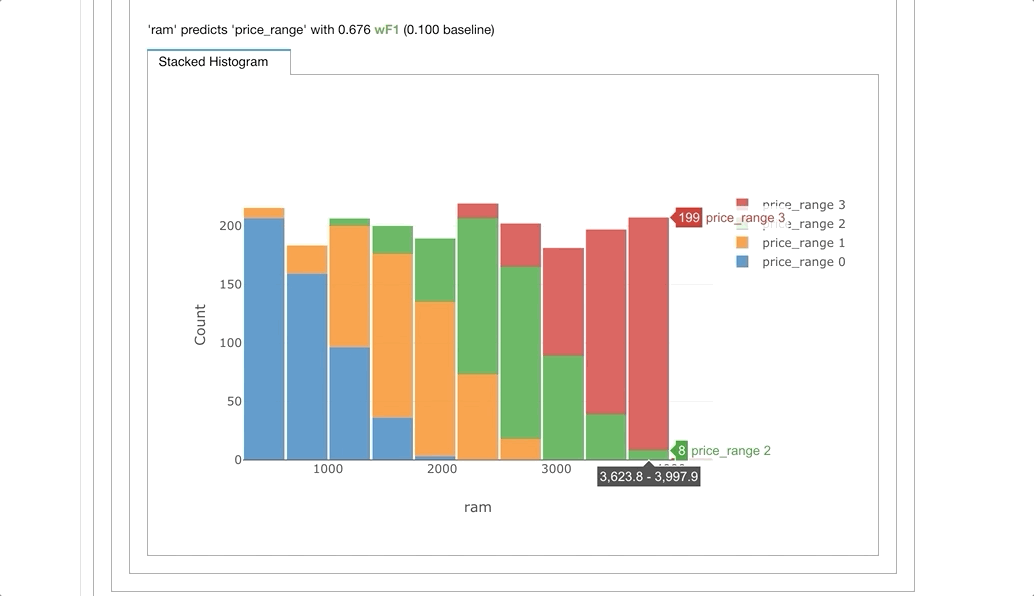 'ram' predicts 'price_range' with 0.676 wF1 (0.100 baseline)
Stacked Histogram
price_range 3
199 price_range 3
price_range 2
price_range 1
price_range 0
200
150
100
50
0
Count
8 price_range 2
1000 2000 3000
3,623.8 - 3,997.9
ram